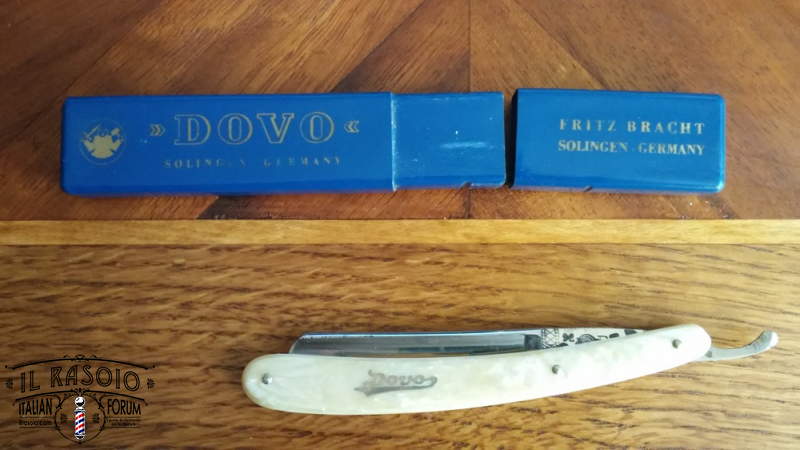 » DOVO «
SOLINGEN . GERMANY
FRITZ BRACHT
SOLINGEN . GERMANY
Dovo
IL RASOIO
ITALIAN FORUM